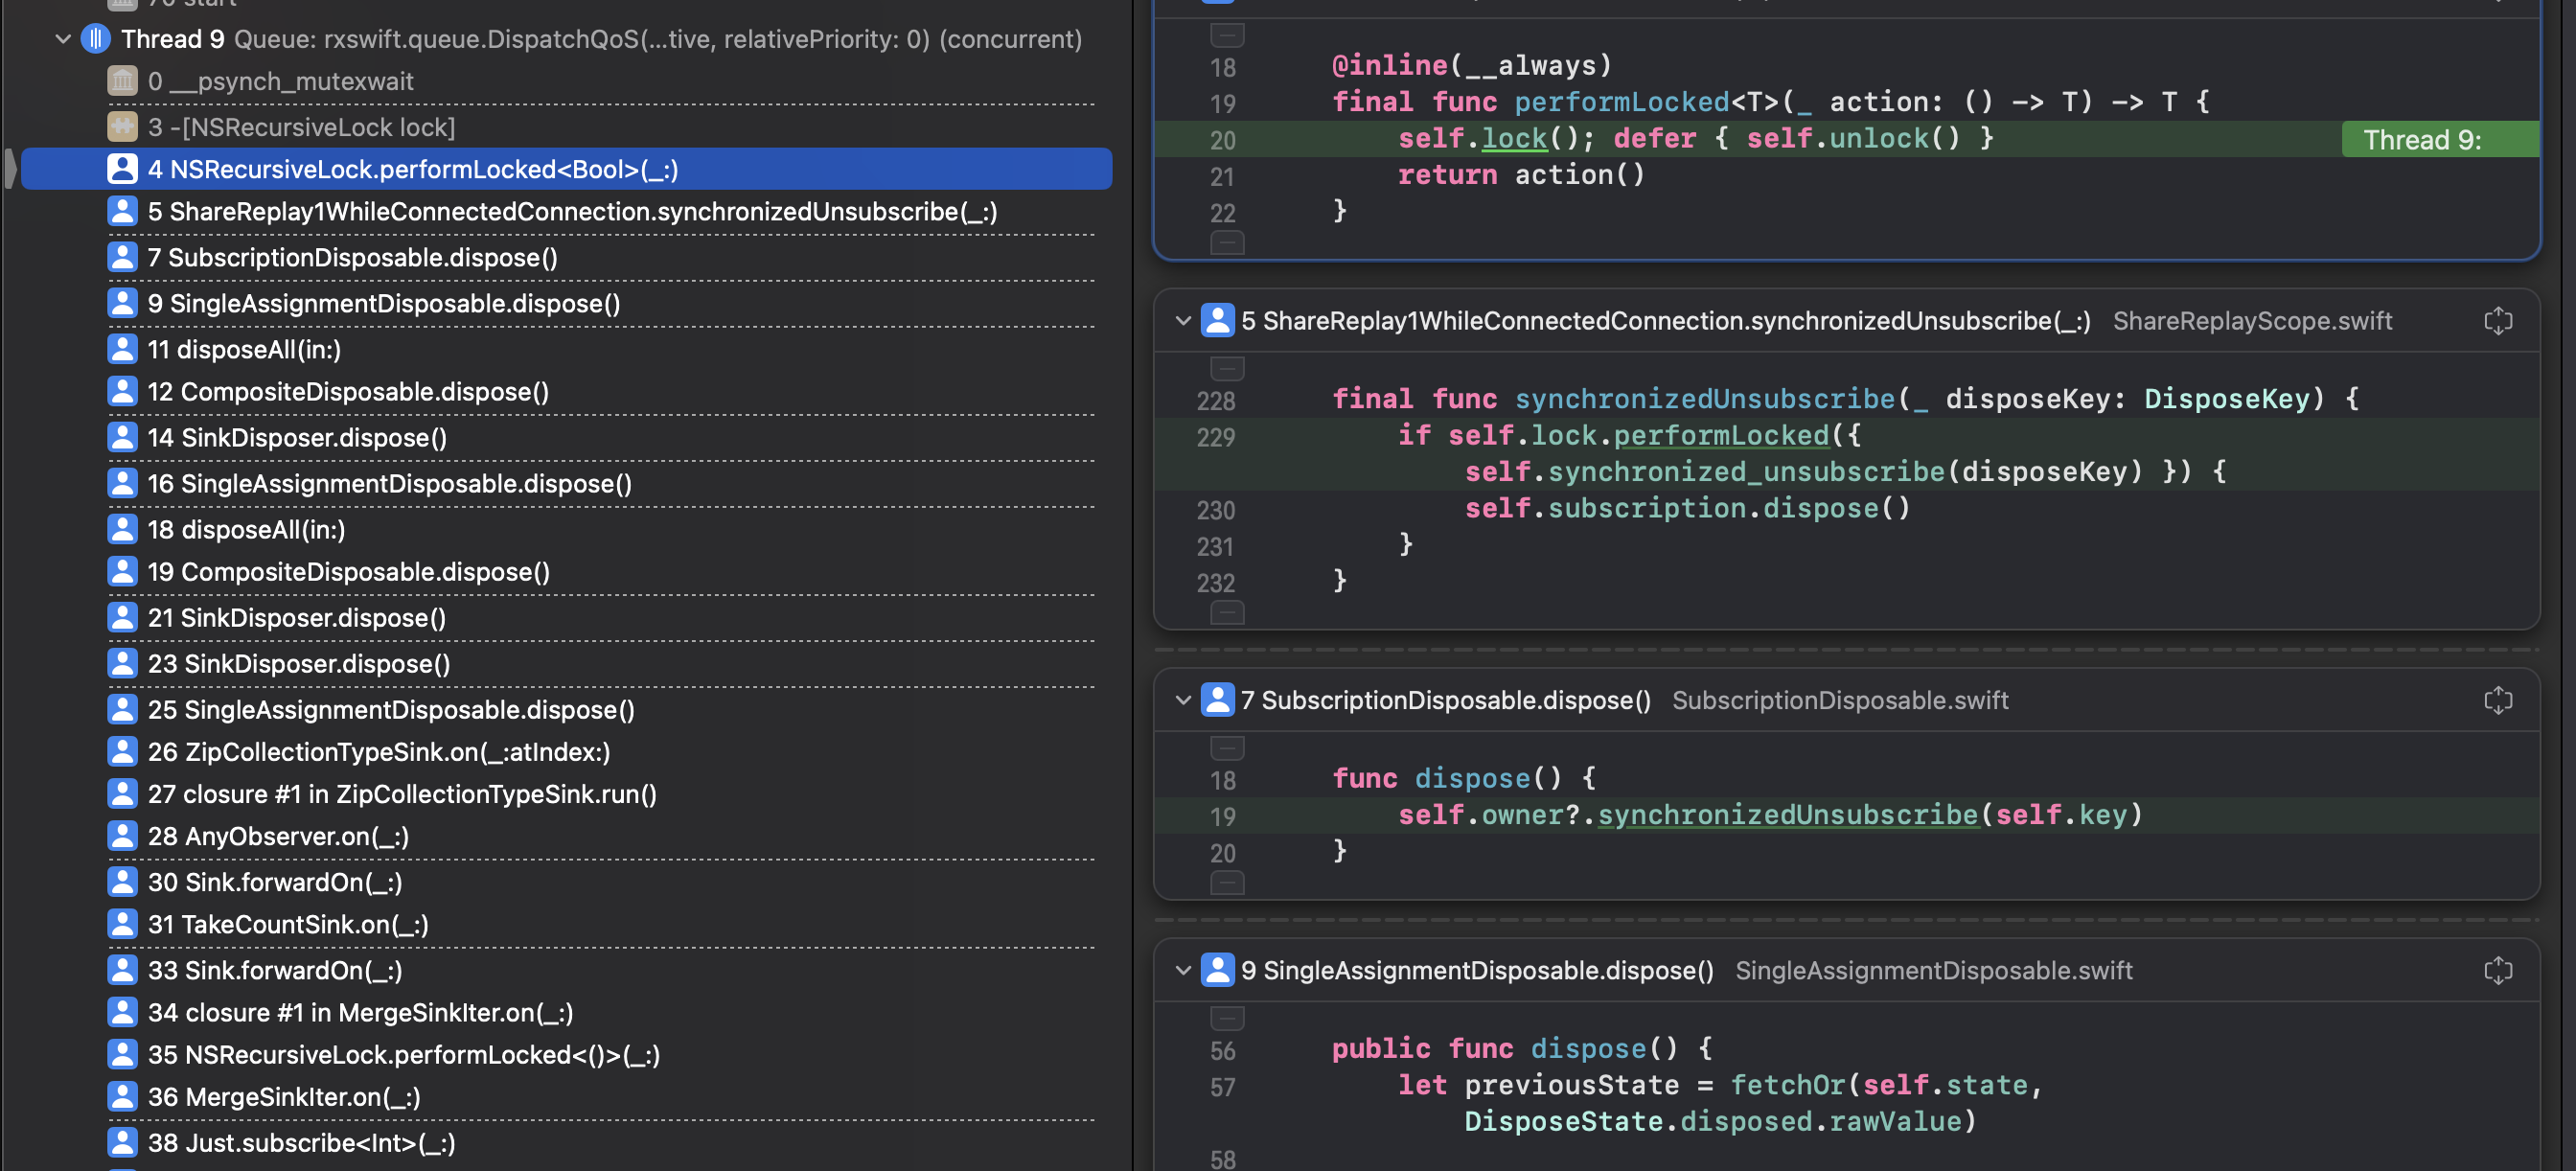 70 start
Thread 9 Queue: rxswift.queue.DispatchQoS(...tive, relativePriority: 0) (concurrent)
0 __psynch_mutexwait
3 -[NSRecursiveLock lock]
4 NSRecursiveLock.performLocked<Bool>(_:)
5 ShareReplay1WhileConnectedConnection.synchronizedUnsubscribe(_:)
7 SubscriptionDisposable.dispose()
9 SingleAssignmentDisposable.dispose()
11 disposeAll(in:)
12 CompositeDisposable.dispose()
14 SinkDisposer.dispose()
16 SingleAssignmentDisposable.dispose()
18 disposeAll(in:)
19 CompositeDisposable.dispose()
21 SinkDisposer.dispose()
23 SinkDisposer.dispose()
25 SingleAssignmentDisposable.dispose()
26 ZipCollectionTypeSink.on(_:atIndex:)
27 closure #1 in ZipCollectionTypeSink.run()
28 AnyObserver.on(_:)
30 Sink.forwardOn(_:)
31 TakeCountSink.on(_:)
33 Sink.forwardOn(_:)
34 closure #1 in MergeSinkIter.on(_:)
35 NSRecursiveLock.performLocked<()>(_:)
36 MergeSinkIter.on(_:)
38 Just.subscribe<Int>(_:)
18 @inline(__always)
19 final func performLocked<T>(_ action: () -> T) -> T {
20 self.lock(); defer { self.unlock() } Thread 9:
21 return action()
22 }
5 ShareReplay1WhileConnectedConnection.synchronizedUnsubscribe(_:) ShareReplayScope.swift
228 final func synchronizedUnsubscribe(_ disposeKey: DisposeKey) {
229 if self.lock.performLocked({
self.synchronized_unsubscribe(disposeKey) }) {
230 self.subscription.dispose()
231 }
232 }
7 SubscriptionDisposable.dispose() SubscriptionDisposable.swift
18 func dispose() {
19 self.owner?.synchronizedUnsubscribe(self.key)
20 }
9 SingleAssignmentDisposable.dispose() SingleAssignmentDisposable.swift
56 public func dispose() {
57 let previousState = fetchOr(self.state,
DisposeState.disposed.rawValue)
58